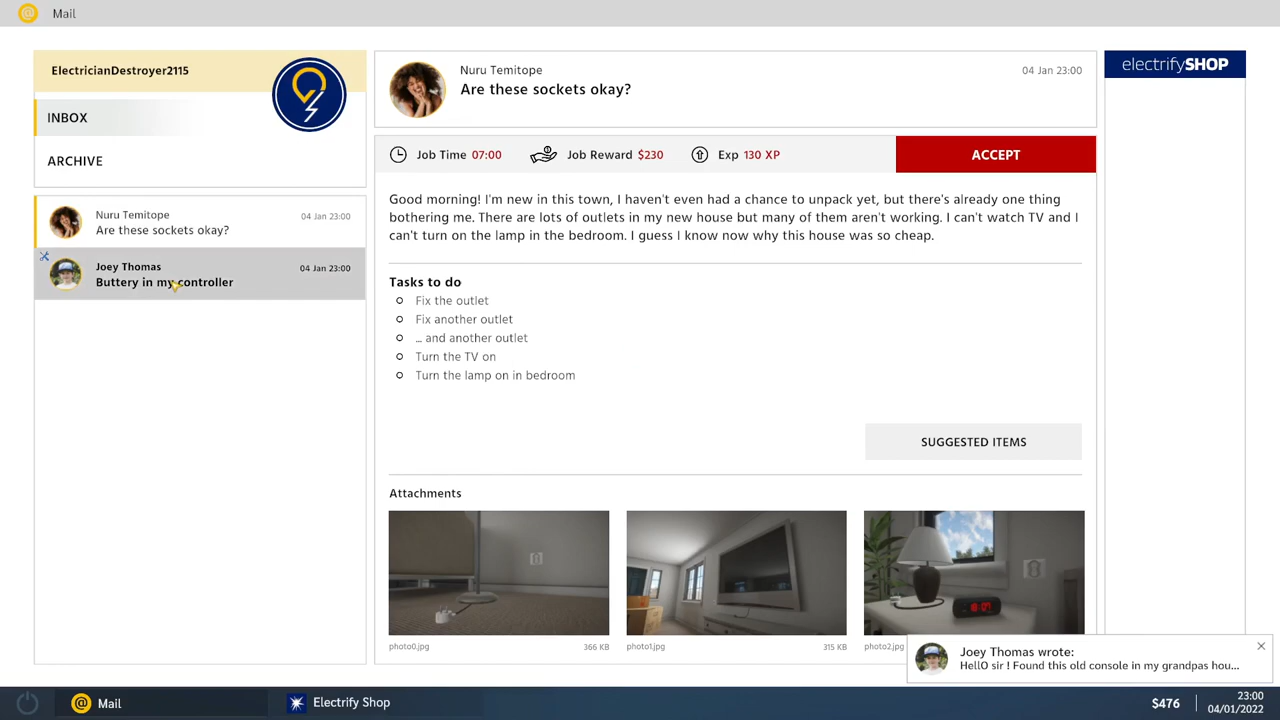 Mail
ElectricianDestroyer2115
INBOX
ARCHIVE
Nuru Temitope
04 Jan 23:00
Are these sockets okay?
Joey Thomas
04 Jan 23:00
Buttery in my controller
Nuru Temitope
04 Jan 23:00
Are these sockets okay?
Job Time 07:00
Job Reward $230
Exp 130 XP
ACCEPT
Good morning! I'm new in this town, I haven't even had a chance to unpack yet, but there's already one thing
bothering me. There are lots of outlets in my new house but many of them aren't working. I can't watch TV and I
can't turn on the lamp in the bedroom. I guess I know now why this house was so cheap.
Tasks to do
Fix the outlet
Fix another outlet
... and another outlet
Turn the TV on
Turn the lamp on in bedroom
SUGGESTED ITEMS
Attachments
photo0.jpg
366 KB
photo1.jpg
315 KB
photo2.jpg
electrifySHOP
Joey Thomas wrote:
HellO sir ! Found this old console in my grandpas hou...
Mail
Electrify Shop
$476
23:00
04/01/2022